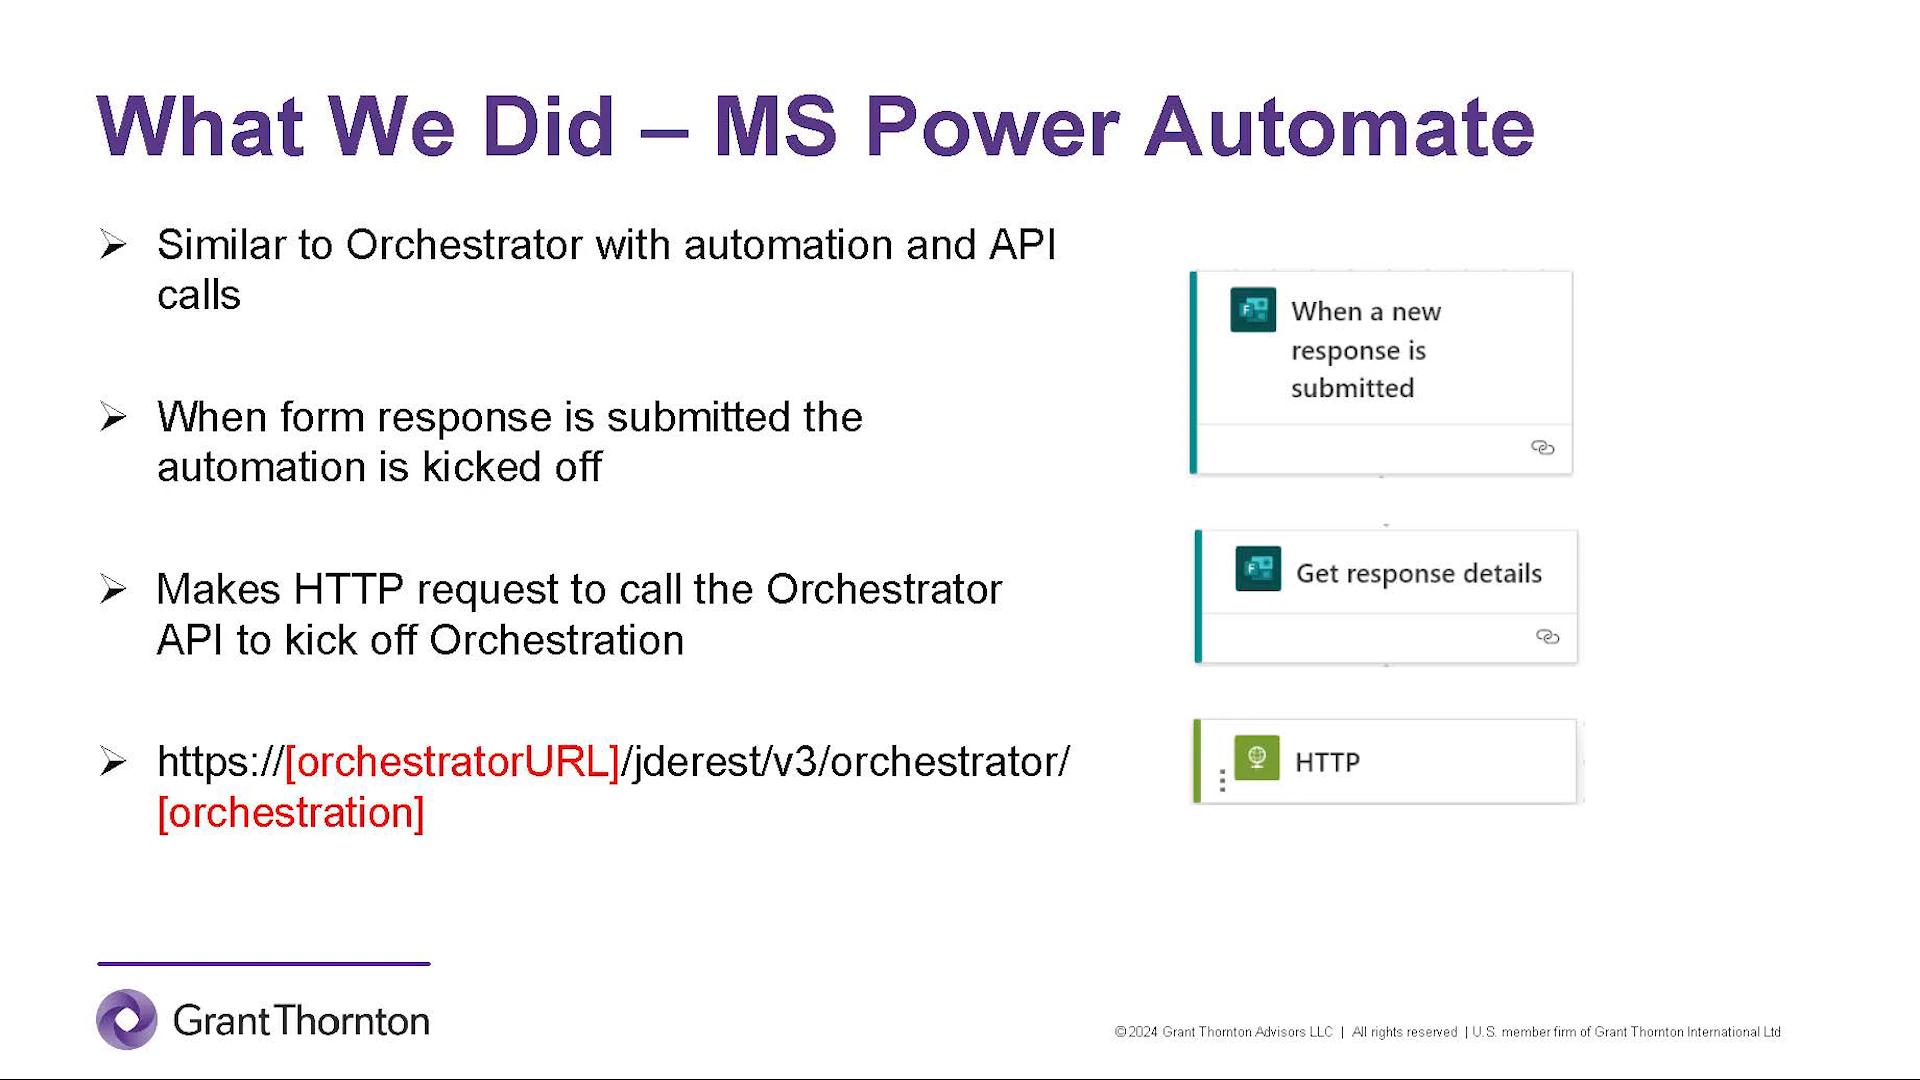 What We Did – MS Power Automate
Similar to Orchestrator with automation and API
calls
When form response is submitted the
automation is kicked off
Makes HTTP request to call the Orchestrator
API to kick off Orchestration
https://[orchestratorURL]/jderest/v3/orchestrator/
[orchestration]
When a new
response is
submitted
Get response details
HTTP
Grant Thornton
©2024 Grant Thornton Advisors LLC | All rights reserved | U.S. member firm of Grant Thornton International Ltd